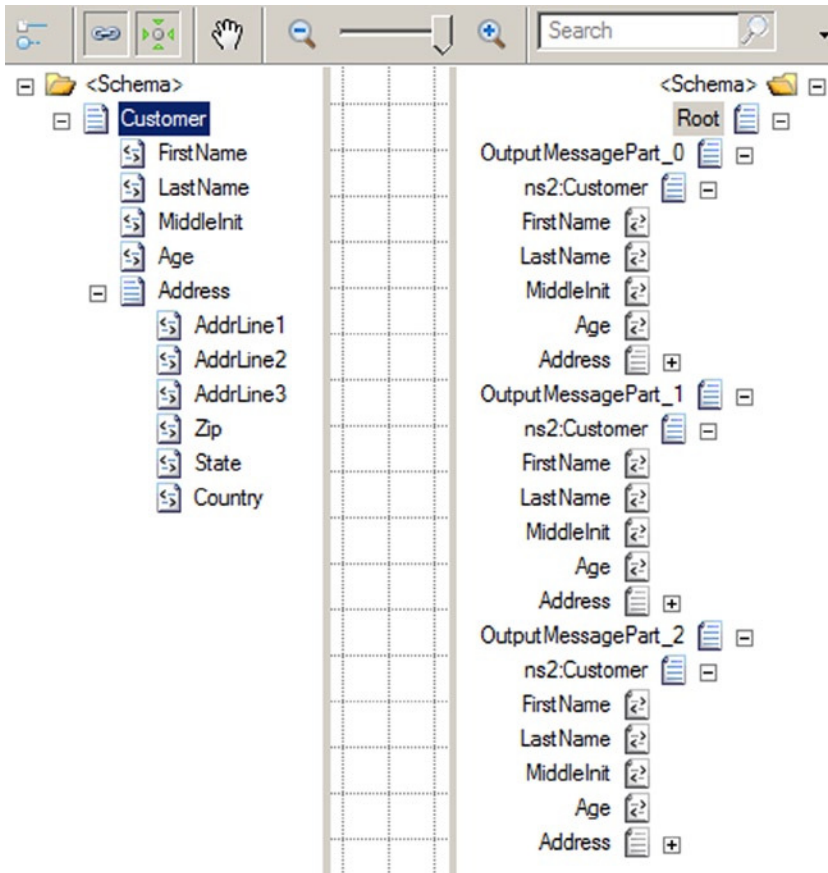 Search
<Schema>
Customer
FirstName
LastName
MiddleInit
Age
Address
AddrLine1
AddrLine2
AddrLine3
Zip
State
Country
<Schema>
Root
OutputMessagePart_0
ns2:Customer
FirstName
LastName
MiddleInit
Age
Address
OutputMessagePart_1
ns2:Customer
FirstName
LastName
MiddleInit
Age
Address
OutputMessagePart_2
ns2:Customer
FirstName
LastName
MiddleInit
Age
Address